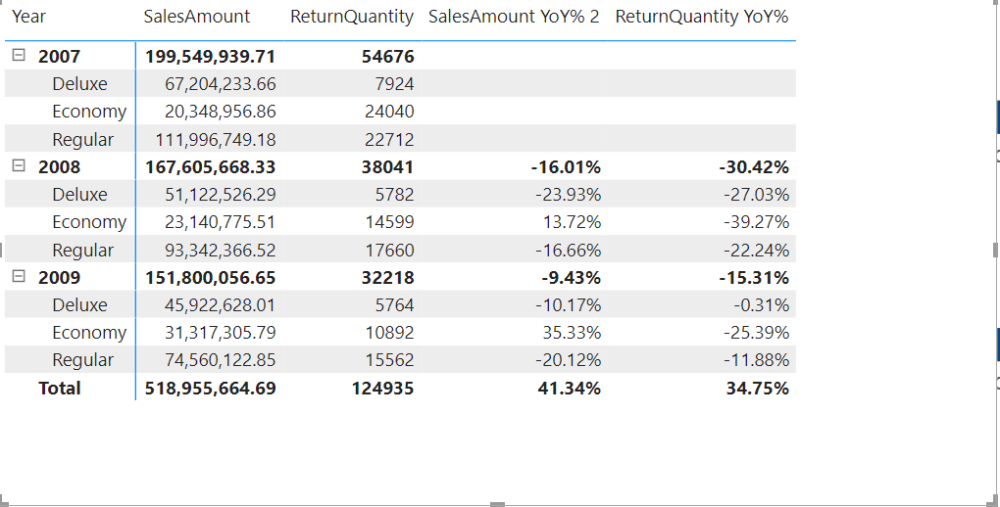 Year SalesAmount ReturnQuantity SalesAmount YoY% 2 ReturnQuantity YoY%
2007 199,549,939.71 54676
Deluxe 67,204,233.66 7924
Economy 20,348,956.86 24040
Regular 111,996,749.18 22712
2008 167,605,668.33 38041 -16.01% -30.42%
Deluxe 51,122,526.29 5782 -23.93% -27.03%
Economy 23,140,775.51 14599 13.72% -39.27%
Regular 93,342,366.52 17660 -16.66% -22.24%
2009 151,800,056.65 32218 -9.43% -15.31%
Deluxe 45,922,628.01 5764 -10.17% -0.31%
Economy 31,317,305.79 10892 35.33% -25.39%
Regular 74,560,122.85 15562 -20.12% -11.88%
Total 518,955,664.69 124935 41.34% 34.75%